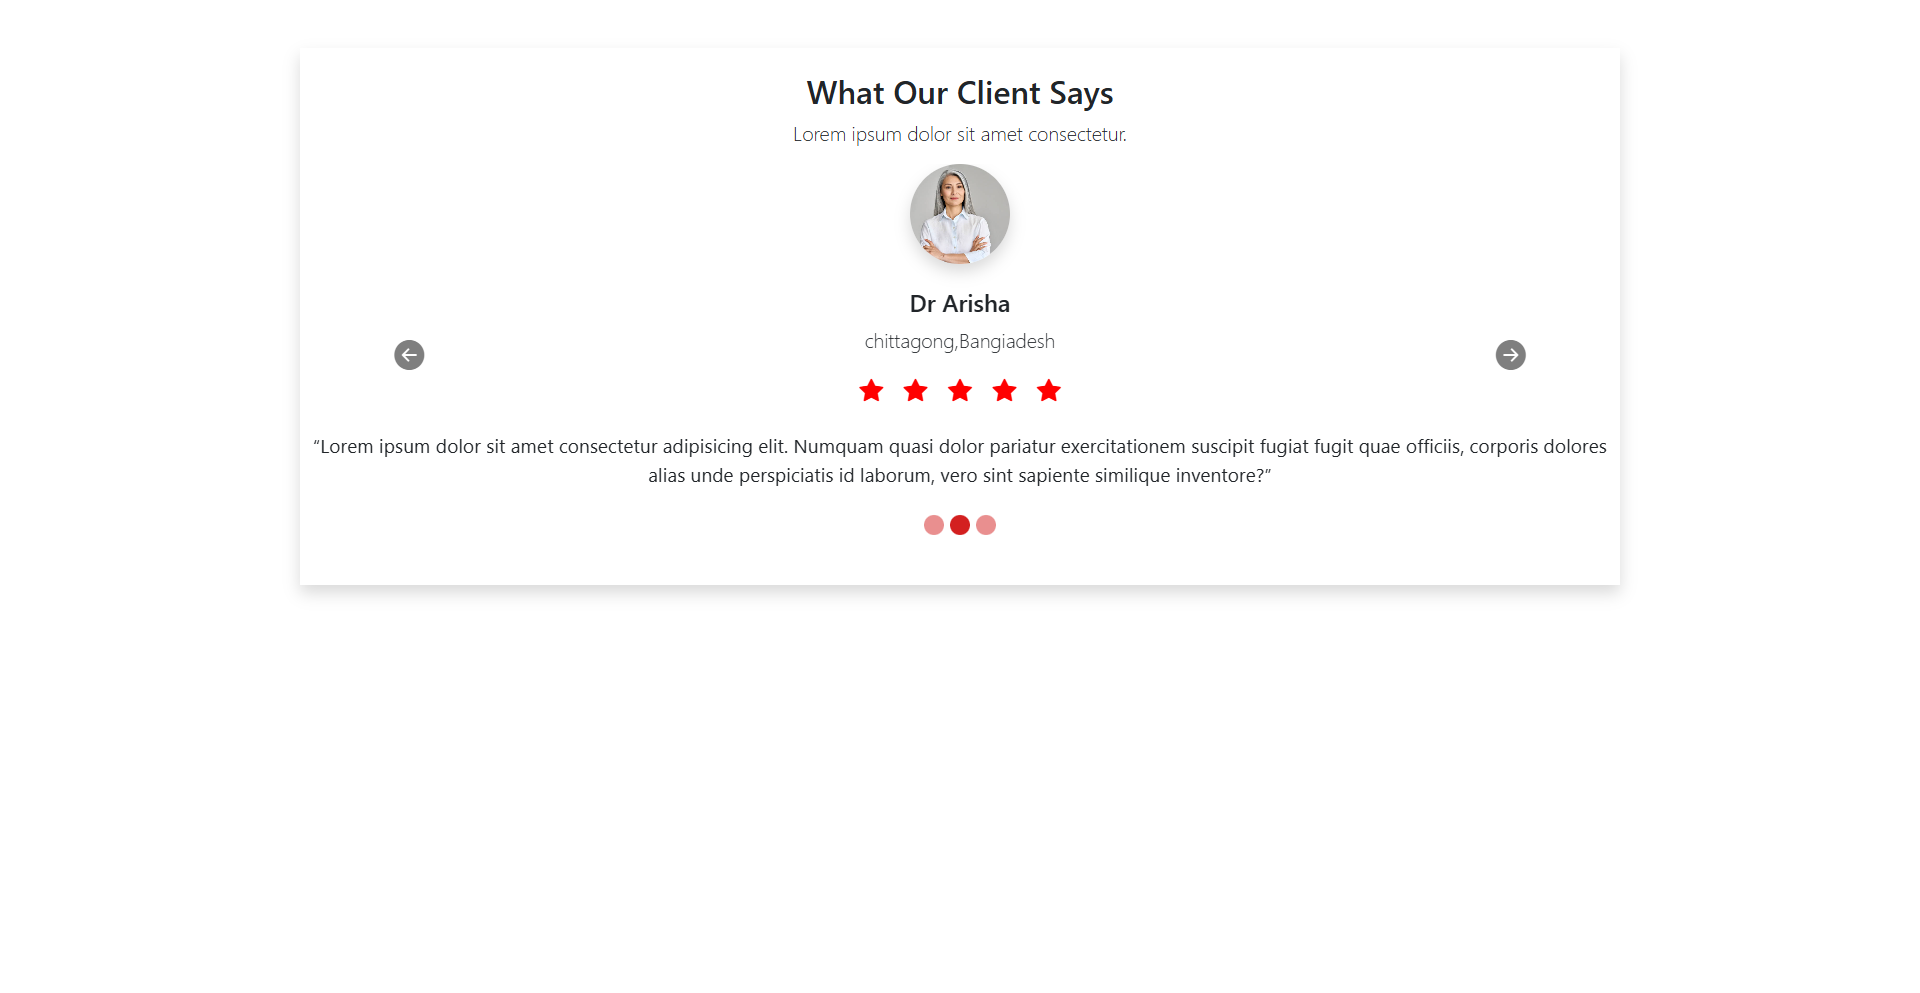 What Our Client Says
Lorem ipsum dolor sit amet consectetur.
Dr Arisha
chittagong,Bangiadesh
“Lorem ipsum dolor sit amet consectetur adipisicing elit. Numquam quasi dolor pariatur exercitationem suscipit fugiat fugit quae officiis, corporis dolores
alias unde perspiciatis id laborum, vero sint sapiente similique inventore?”